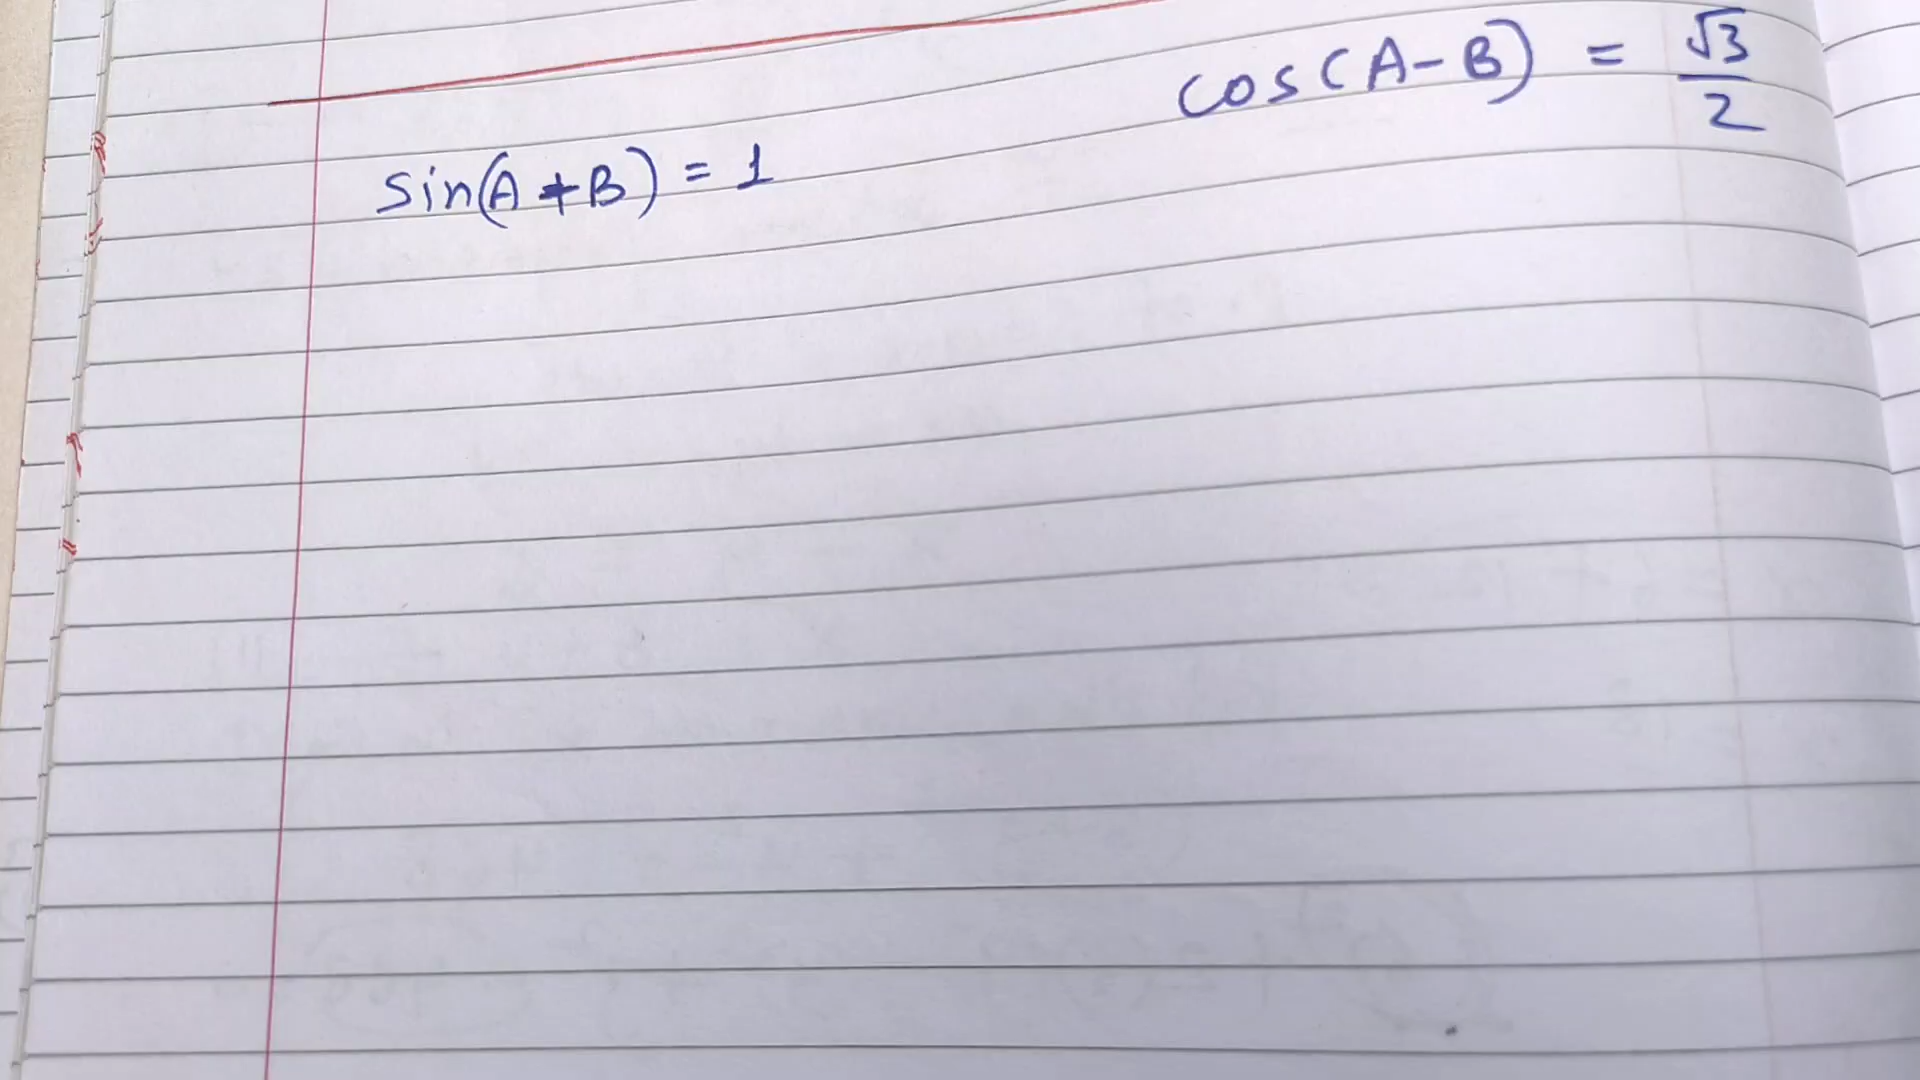 cos(A-B) = √3/2
sin(A+B) = 1